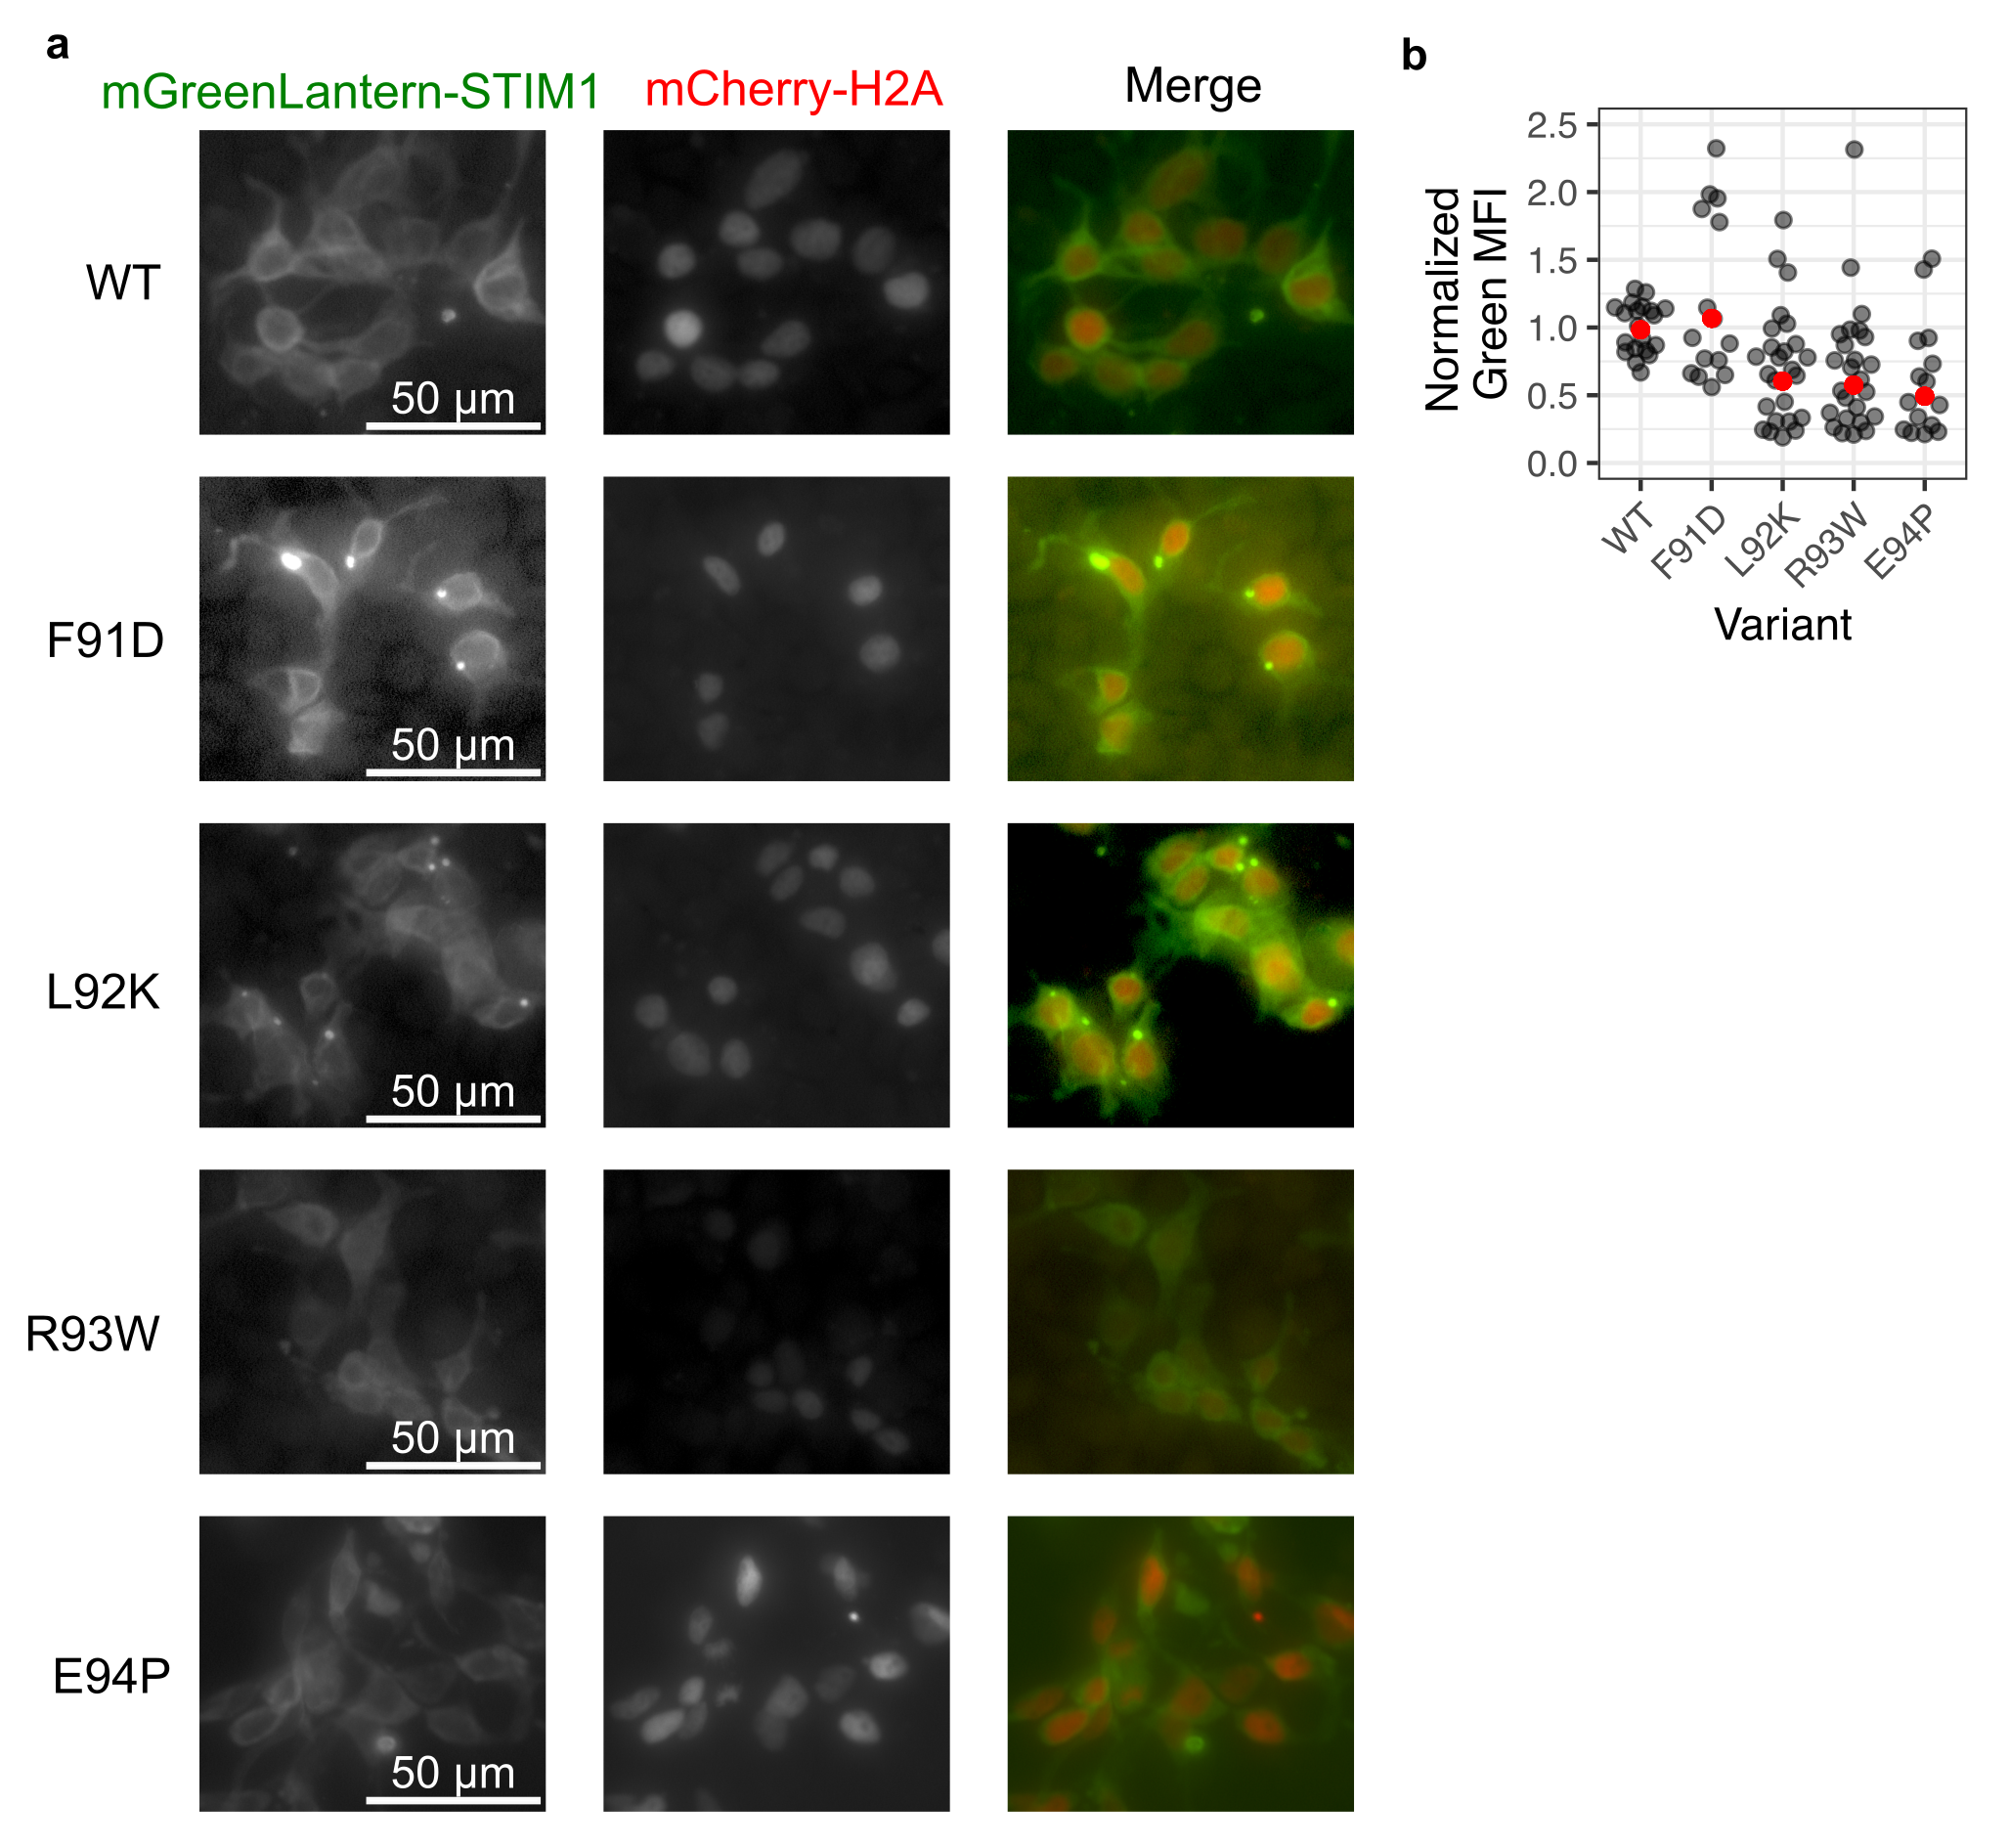 a
mGreenLantern-STIM1 mCherry-H2A Merge
WT
50 µm
F91D
50 µm
L92K
50 µm
R93W
50 µm
E94P
50 µm
b
Normalized
Green MFI
2.5
2.0
1.5
1.0
0.5
0.0
WT F91D L92K R93W E94P
Variant